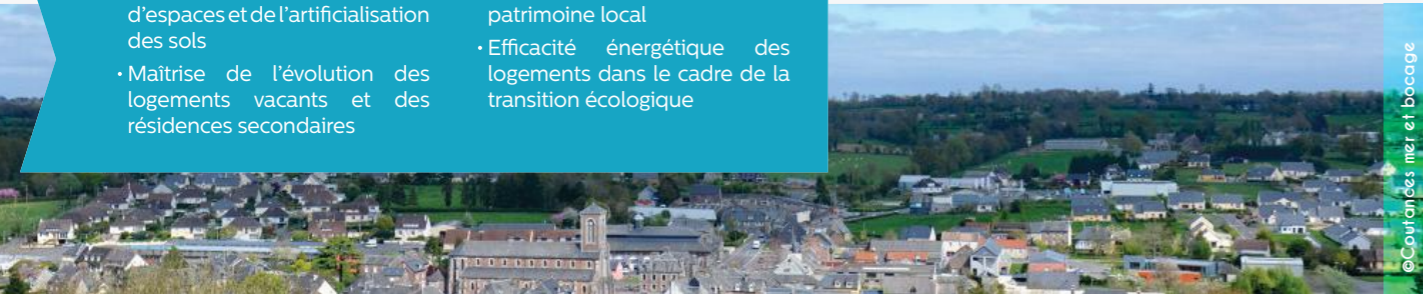 d'espaces et de l'artificialisation
des sols
• Maîtrise de l'évolution des
logements vacants et des
résidences secondaires
patrimoine local
• Efficacité énergétique des
logements dans le cadre de la
transition écologique
©Coutances mer et bocage